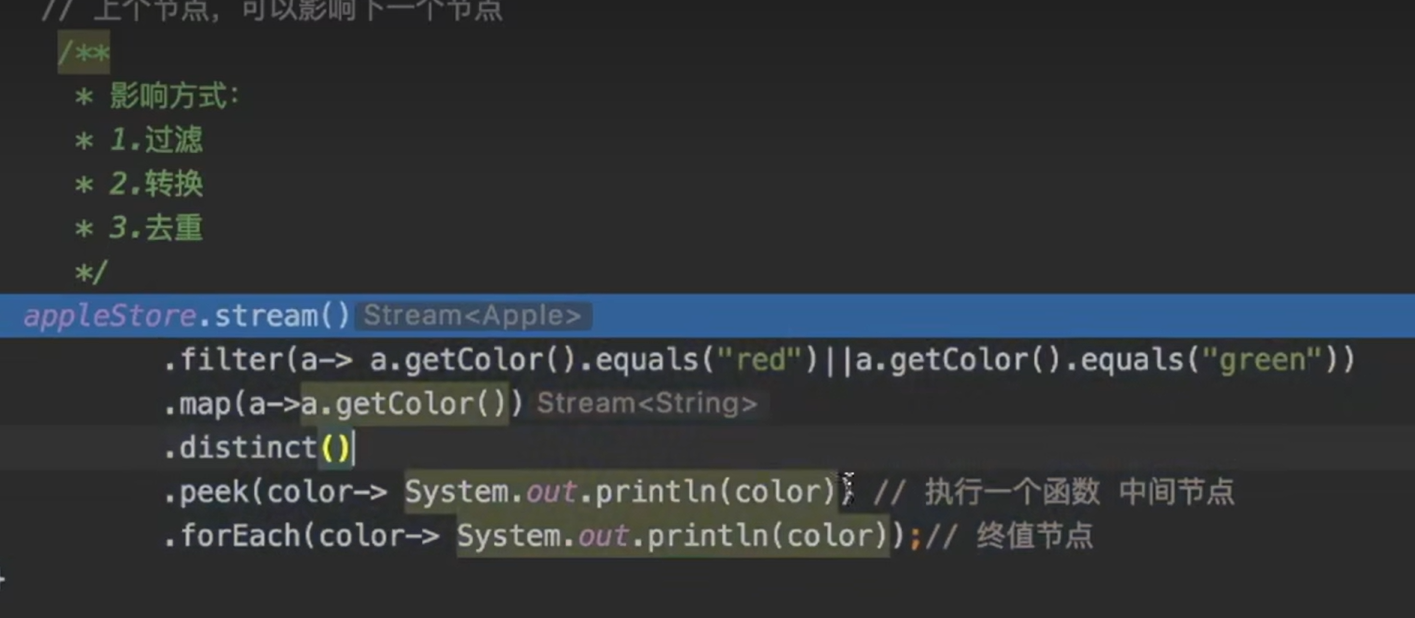 // 上个节点，可以影响下一个节点
/**
* 影响方式：
* 1.过滤
* 2.转换
* 3.去重
*/
appleStore.stream() Stream<Apple>
.filter(a-> a.getColor().equals("red")||a.getColor().equals("green"))
.map(a->a.getColor()) Stream<String>
.distinct()
.peek(color-> System.out.println(color)) // 执行一个函数 中间节点
.forEach(color-> System.out.println(color));// 终值节点